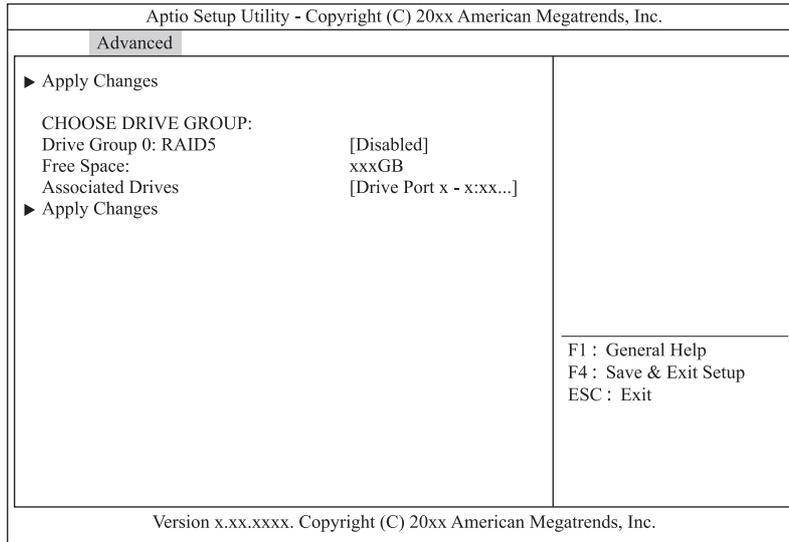 Aptio Setup Utility - Copyright (C) 20xx American Megatrends, Inc.
Advanced
▶ Apply Changes
CHOOSE DRIVE GROUP:
Drive Group 0: RAID5 [Disabled]
Free Space: xxxGB
Associated Drives [Drive Port x - x:xx...]
▶ Apply Changes
F1 : General Help
F4 : Save & Exit Setup
ESC : Exit
Version x.xx.xxxx. Copyright (C) 20xx American Megatrends, Inc.